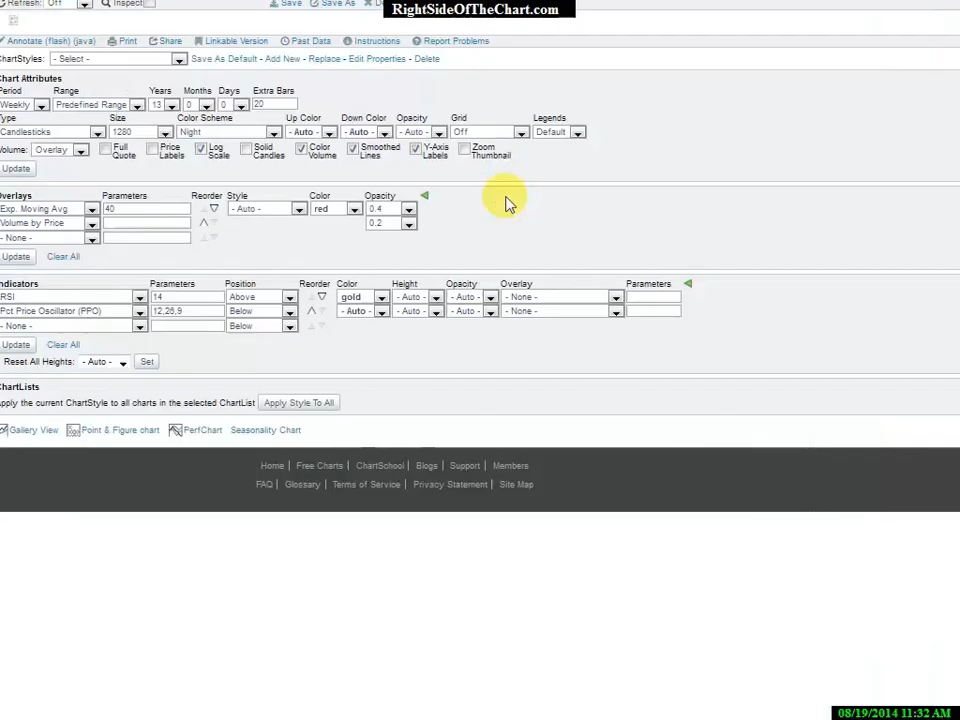 RightSideOfTheChart.com
Refresh: Off Inspect Save Save As
Annotate (flash) (java) Print Share Linkable Version Past Data Instructions Report Problems
ChartStyles: - Select - Save As Default - Add New - Replace - Edit Properties - Delete
Chart Attributes
Period Range Years Months Days Extra Bars
Weekly Predefined Range 13 0 0 20
Type Size Color Scheme Up Color Down Color Opacity Grid Legends
Candlesticks 1280 Night - Auto - - Auto - - Auto - Off Default
Volume: Overlay Full Quote Price Labels Log Scale Solid Candles Color Volume Smoothed Lines Y-Axis Labels Zoom Thumbnail
Update
Overlays Parameters Reorder Style Color Opacity
Exp. Moving Avg 40 - Auto - red 0.4
Volume by Price 0.2
- None -
Update Clear All
Indicators Parameters Position Reorder Color Height Opacity Overlay Parameters
RSI 14 Above gold - Auto - - Auto - - None -
Pct Price Oscillator (PPO) 12,26,9 Below - Auto - - Auto - - Auto - - None -
- None - Below
Update Clear All
Reset All Heights: - Auto - Set
ChartLists
Apply the current ChartStyle to all charts in the selected ChartList Apply Style To All
Gallery View Point & Figure chart PerfChart Seasonality Chart
Home | Free Charts | ChartSchool | Blogs | Support | Members
FAQ | Glossary | Terms of Service | Privacy Statement | Site Map
08/19/2014 11:32 AM